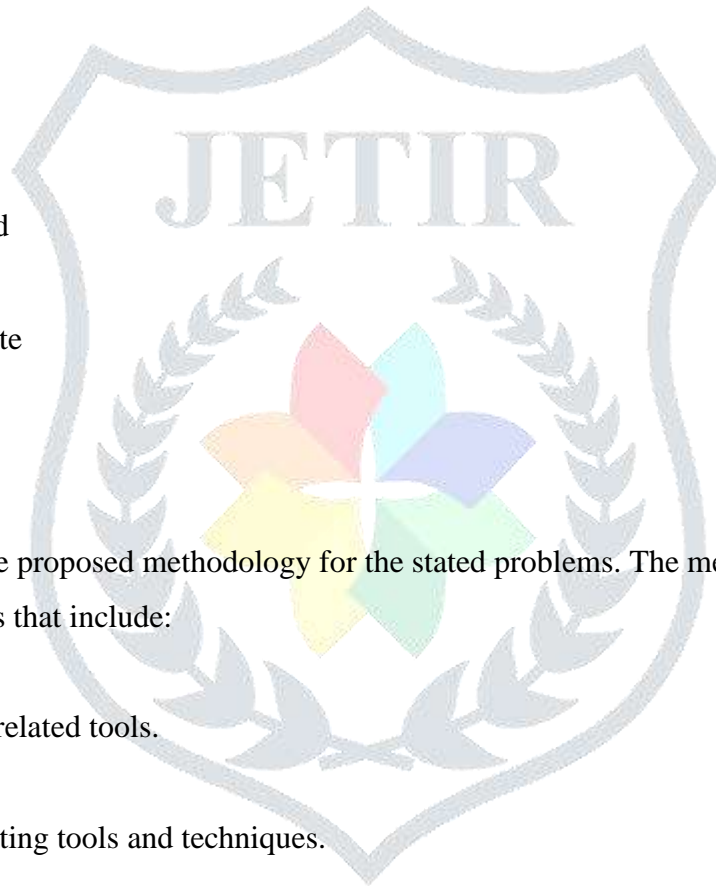 JETIR
d
te
e proposed methodology for the stated problems. The me
s that include:
related tools.
ting tools and techniques.